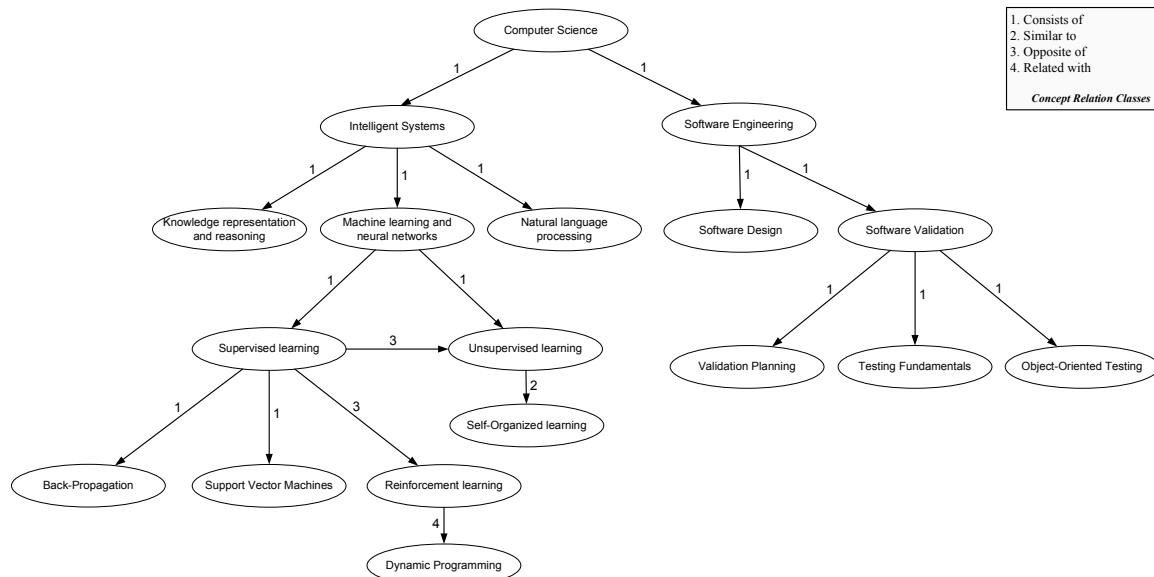 Computer Science
1. Consists of
2. Similar to
3. Opposite of
4. Related with
Concept Relation Classes
1
1
Intelligent Systems
Software Engineering
1
1
1
1
1
Knowledge representation
and reasoning
Machine learning and
neural networks
Natural language
processing
Software Design
Software Validation
1
1
1
1
1
Supervised learning
3
Unsupervised learning
Validation Planning
Testing Fundamentals
Object-Oriented Testing
1
1
3
2
Self-Organized learning
Back-Propagation
Support Vector Machines
Reinforcement learning
4
Dynamic Programming